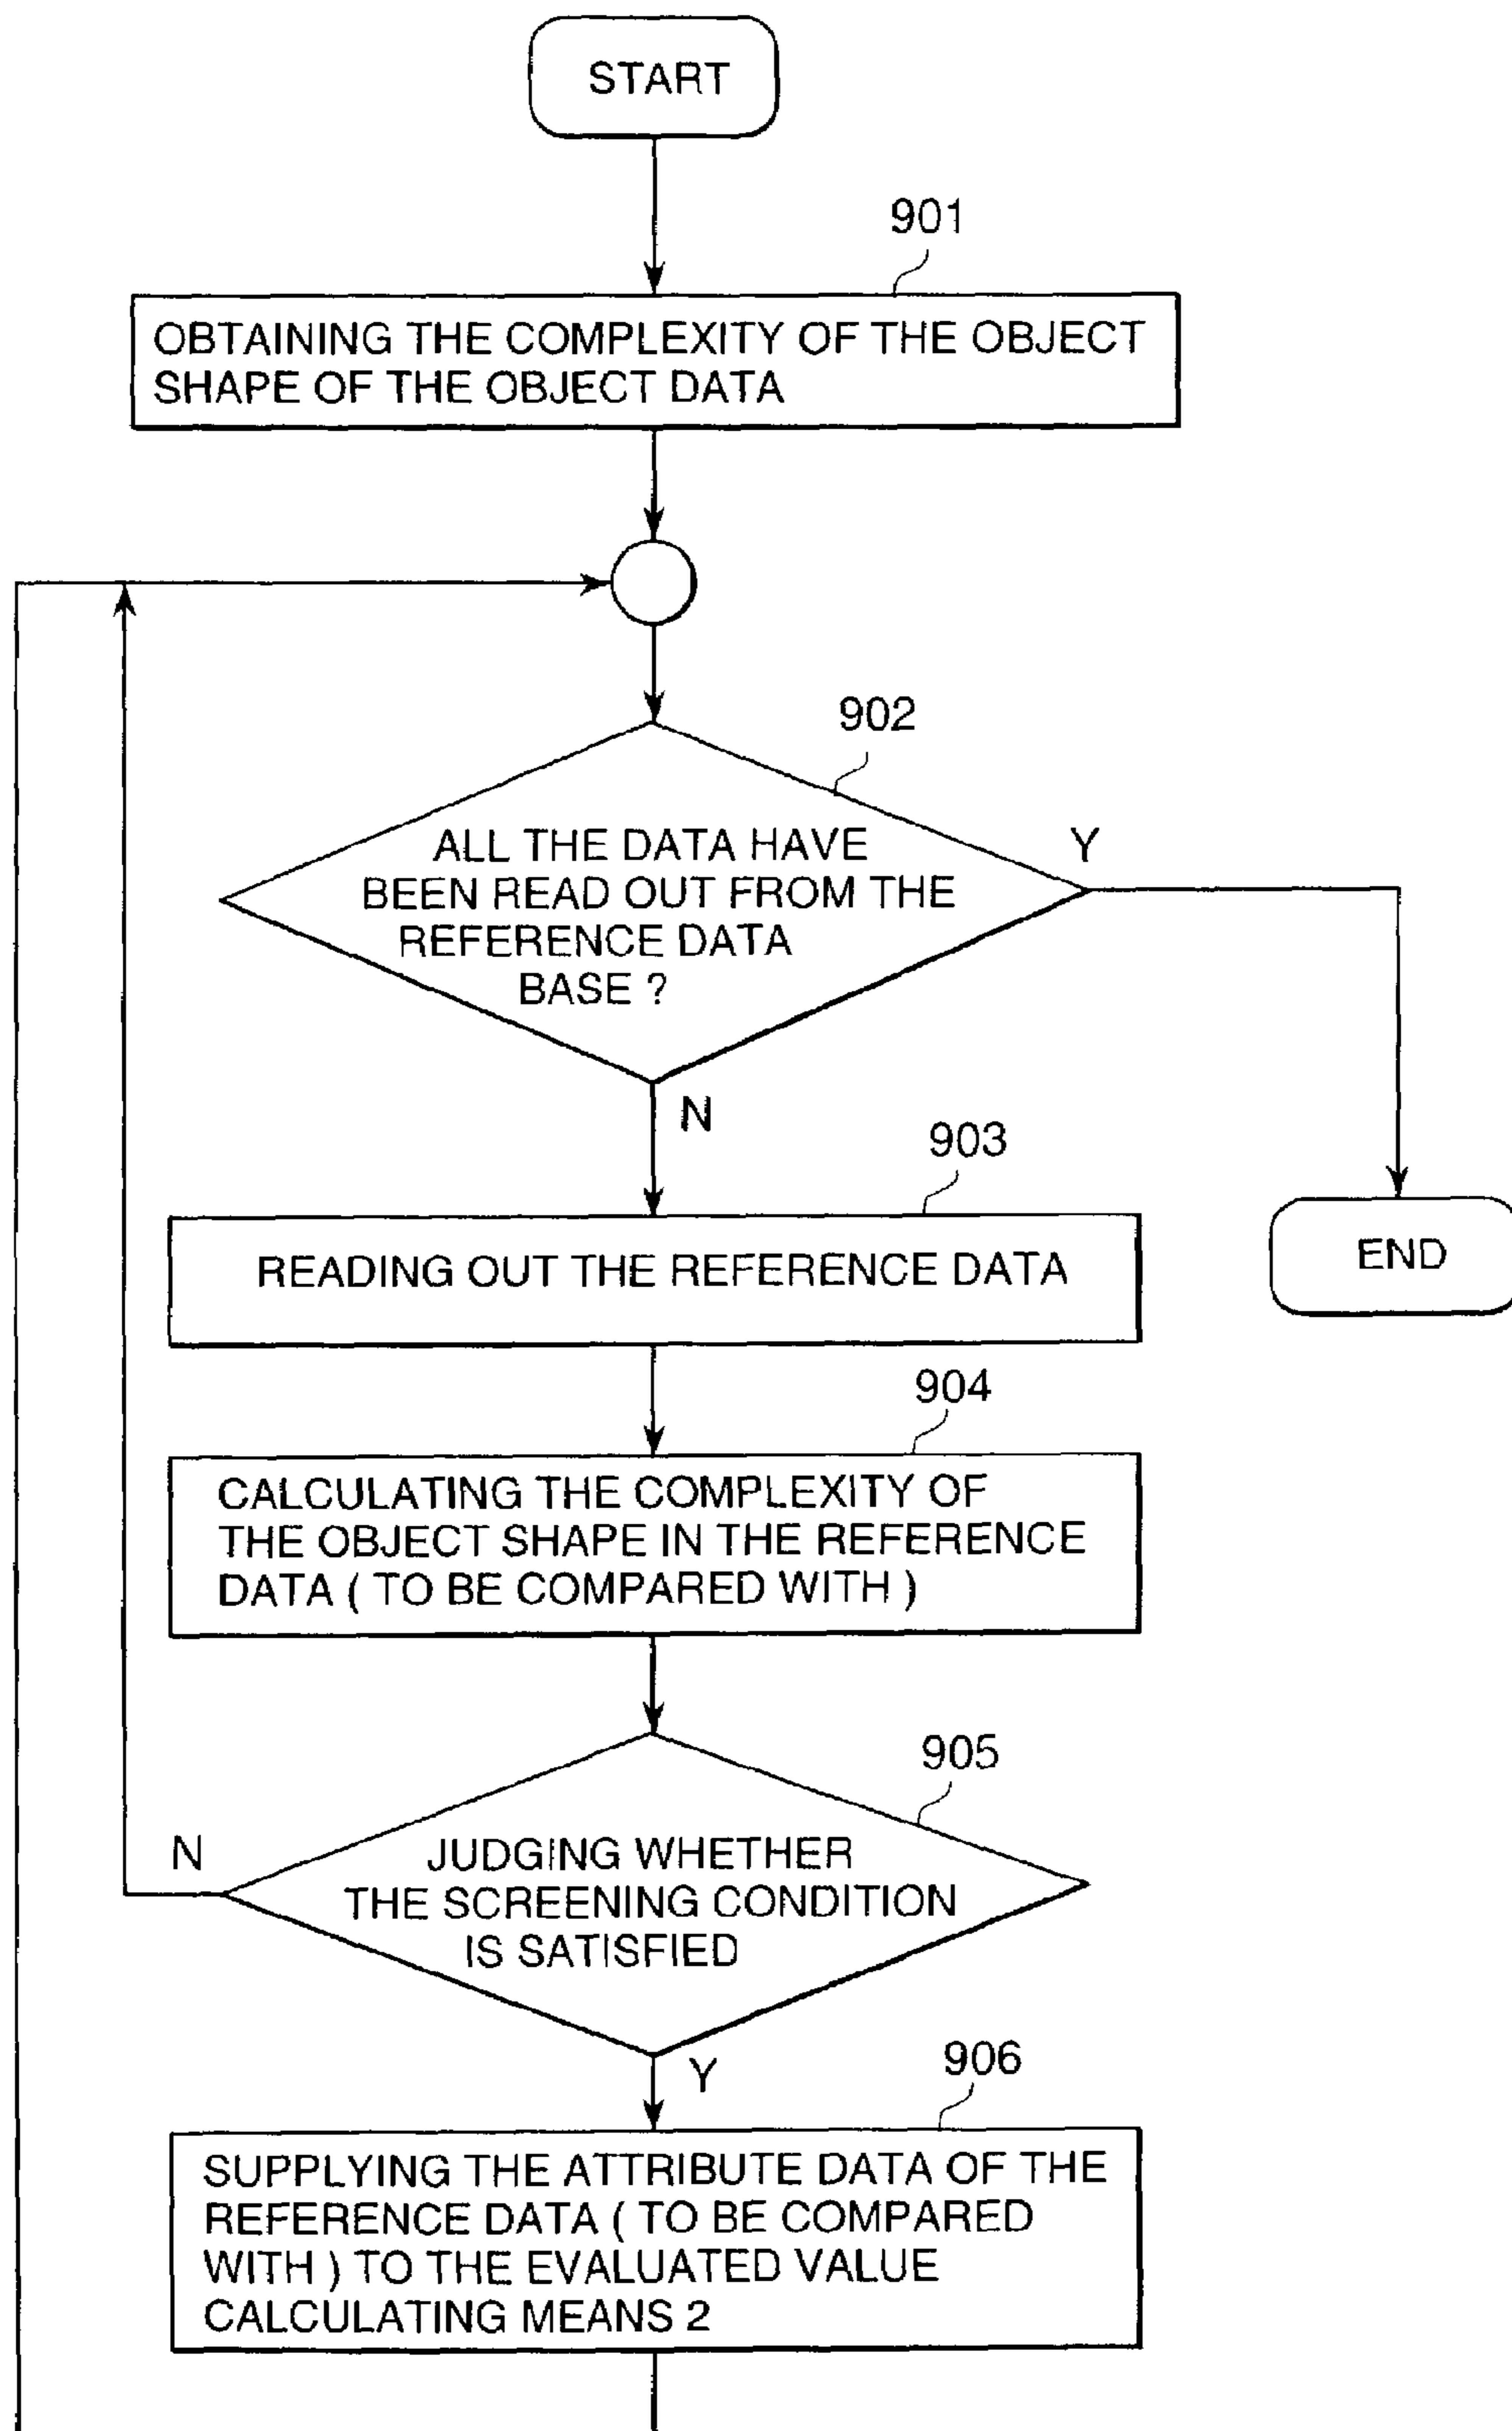 START
901
OBTAINING THE COMPLEXITY OF THE OBJECT
SHAPE OF THE OBJECT DATA
902
ALL THE DATA HAVE
BEEN READ OUT FROM THE
REFERENCE DATA
BASE ?
Y
N
903
READING OUT THE REFERENCE DATA
END
904
CALCULATING THE COMPLEXITY OF
THE OBJECT SHAPE IN THE REFERENCE
DATA ( TO BE COMPARED WITH )
905
N
JUDGING WHETHER
THE SCREENING CONDITION
IS SATISFIED
Y
906
SUPPLYING THE ATTRIBUTE DATA OF THE
REFERENCE DATA ( TO BE COMPARED
WITH ) TO THE EVALUATED VALUE
CALCULATING MEANS 2